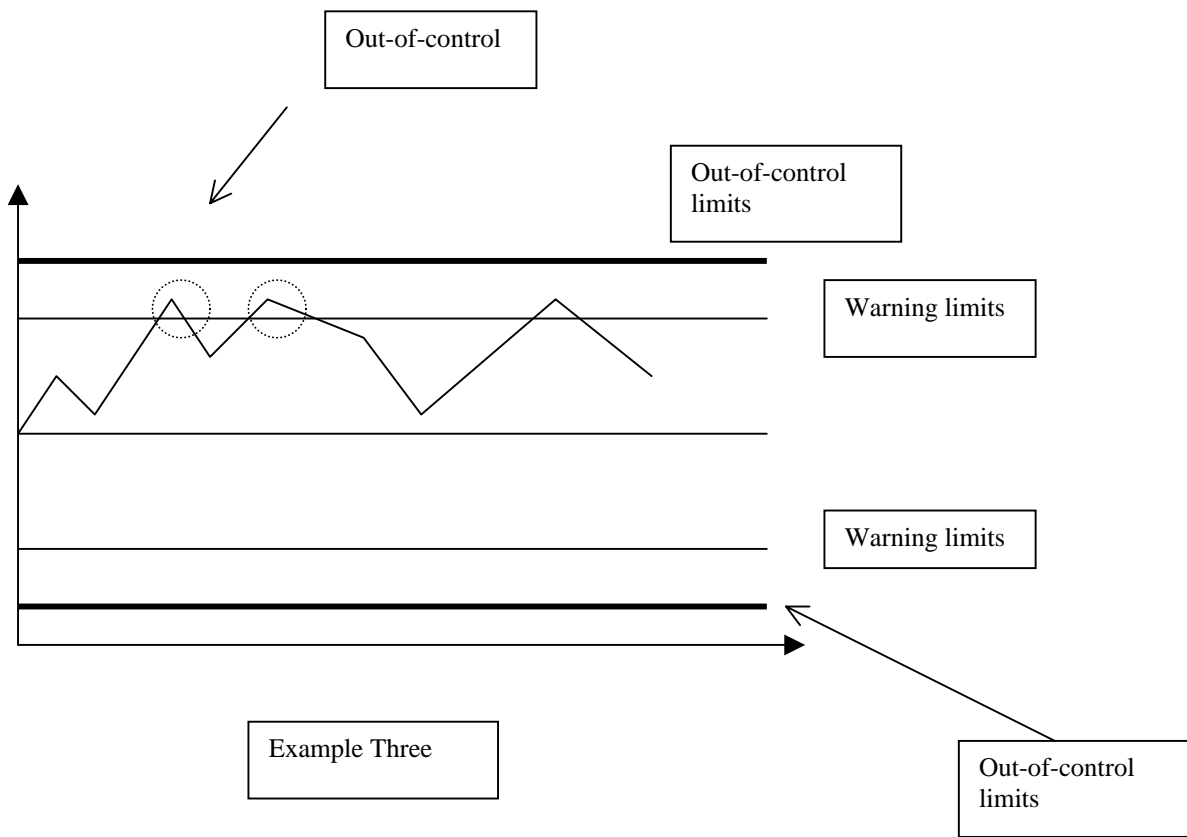 Out-of-control
Out-of-control
limits
Warning limits
Warning limits
Example Three
Out-of-control
limits